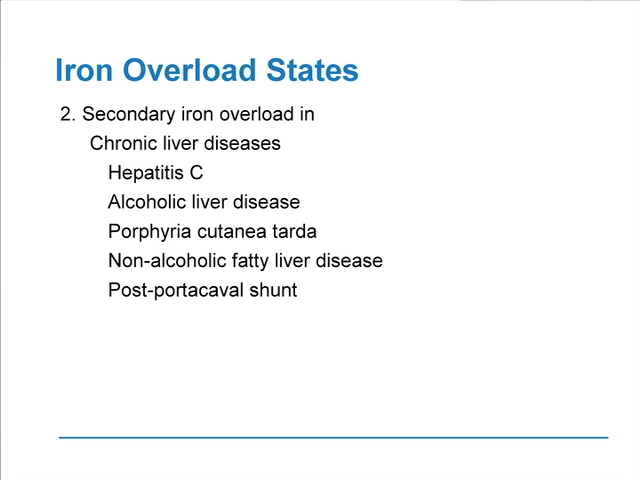 Iron Overload States
2. Secondary iron overload in
Chronic liver diseases
Hepatitis C
Alcoholic liver disease
Porphyria cutanea tarda
Non-alcoholic fatty liver disease
Post-portacaval shunt